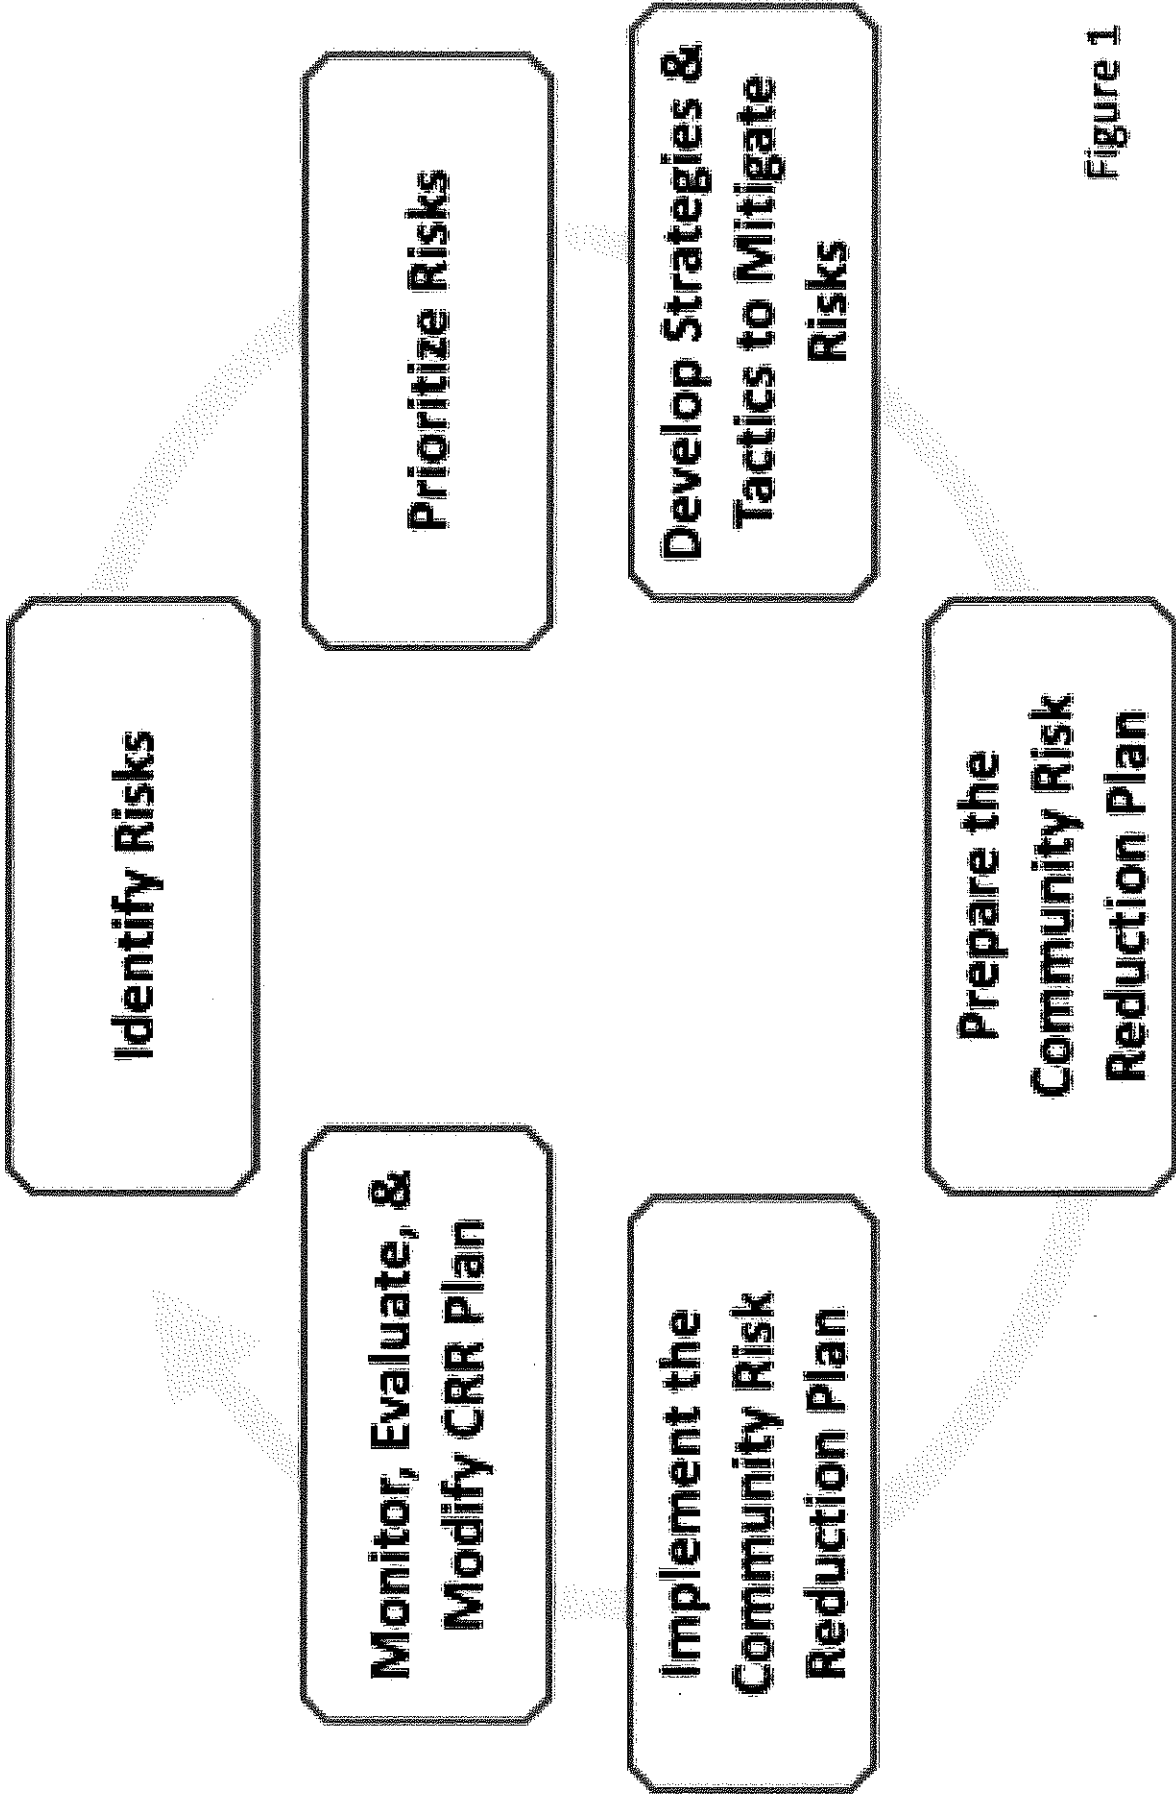 Identify Risks
Prioritize Risks
Develop Strategies &
Tactics to Mitigate
Risks
Prepare the
Community Risk
Reduction Plan
Implement the
Community Risk
Reduction Plan
Monitor, Evaluate, &
Modify CRR Plan
Figure 1